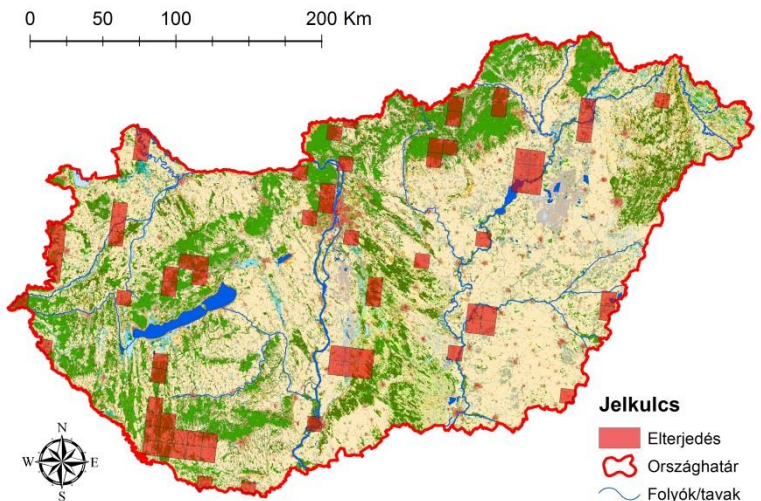 0 50 100 200 Km
Jelkulcs
Elterjedés
Országhatár
Folyók/tavak
N
W E
S